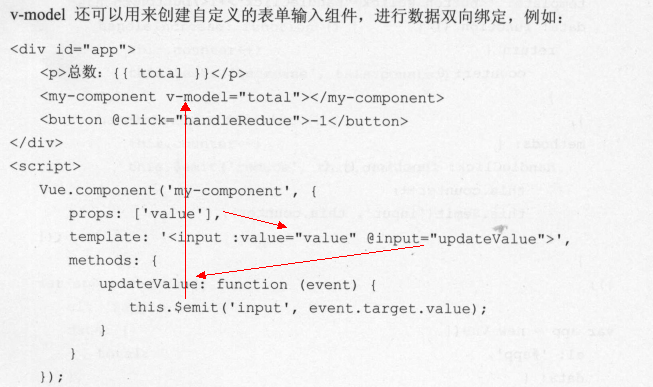 v-model 还可以用来创建自定义的表单输入组件，进行数据双向绑定，例如：
<div id="app">
    <p>总数：{{ total }}</p>
    <my-component v-model="total"></my-component>
    <button @click="handleReduce">-1</button>
</div>
<script>
    Vue.component('my-component', {
        props: ['value'],
        template: '<input :value="value" @input="updateValue">',
        methods: {
            updateValue: function (event) {
                this.$emit('input', event.target.value);
            }
        }
    });